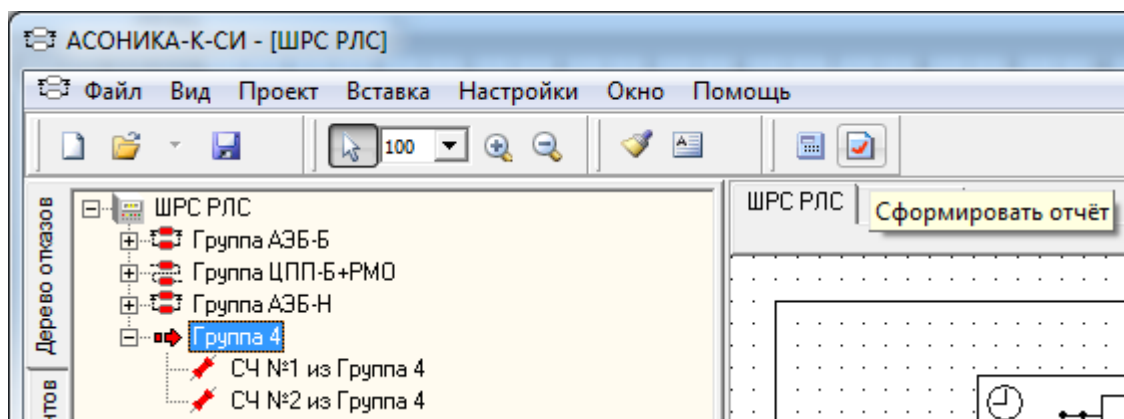 АСОНИКА-К-СИ - [ШРС РЛС]
Файл Вид Проект Вставка Настройки Окно Помощь
100
Дерево отказов
ШРС РЛС
Группа АЭБ-Б
Группа ЦПП-Б+РМО
Группа АЭБ-Н
Группа 4
СЧ №1 из Группа 4
СЧ №2 из Группа 4
ШРС РЛС
Сформировать отчёт